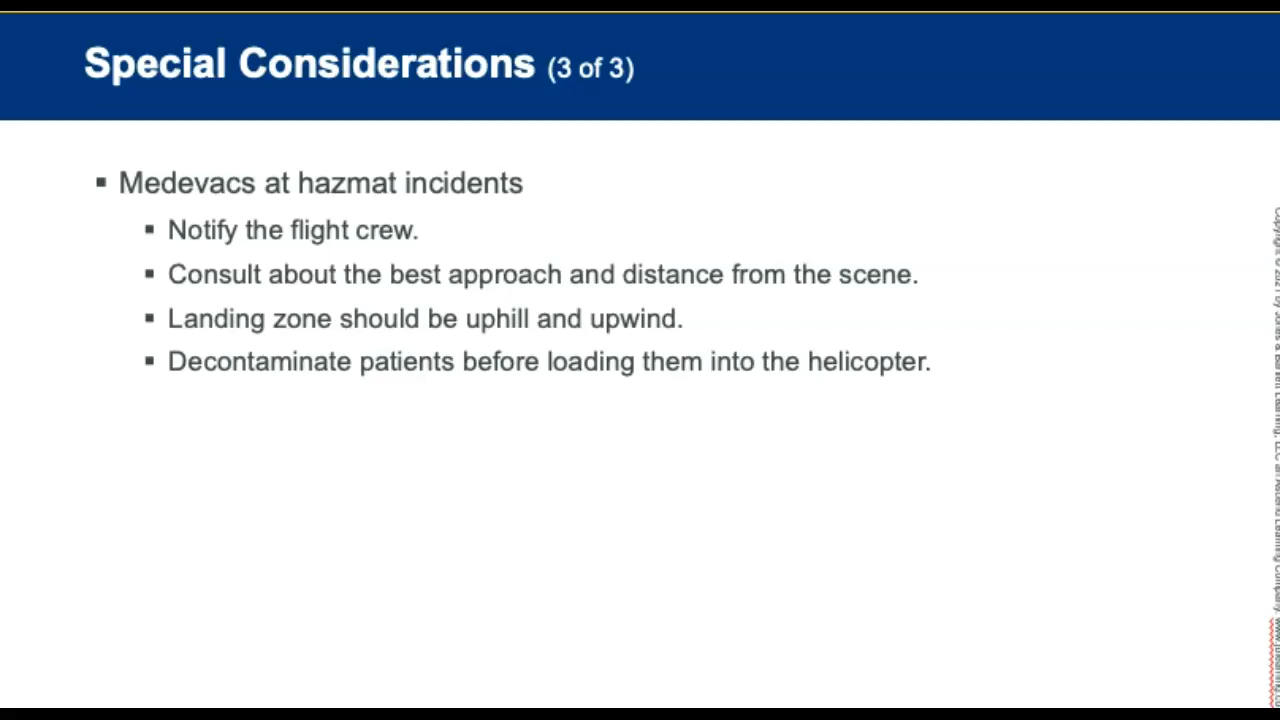 Special Considerations (3 of 3)
▪ Medevacs at hazmat incidents
▪ Notify the flight crew.
▪ Consult about the best approach and distance from the scene.
▪ Landing zone should be uphill and upwind.
▪ Decontaminate patients before loading them into the helicopter.